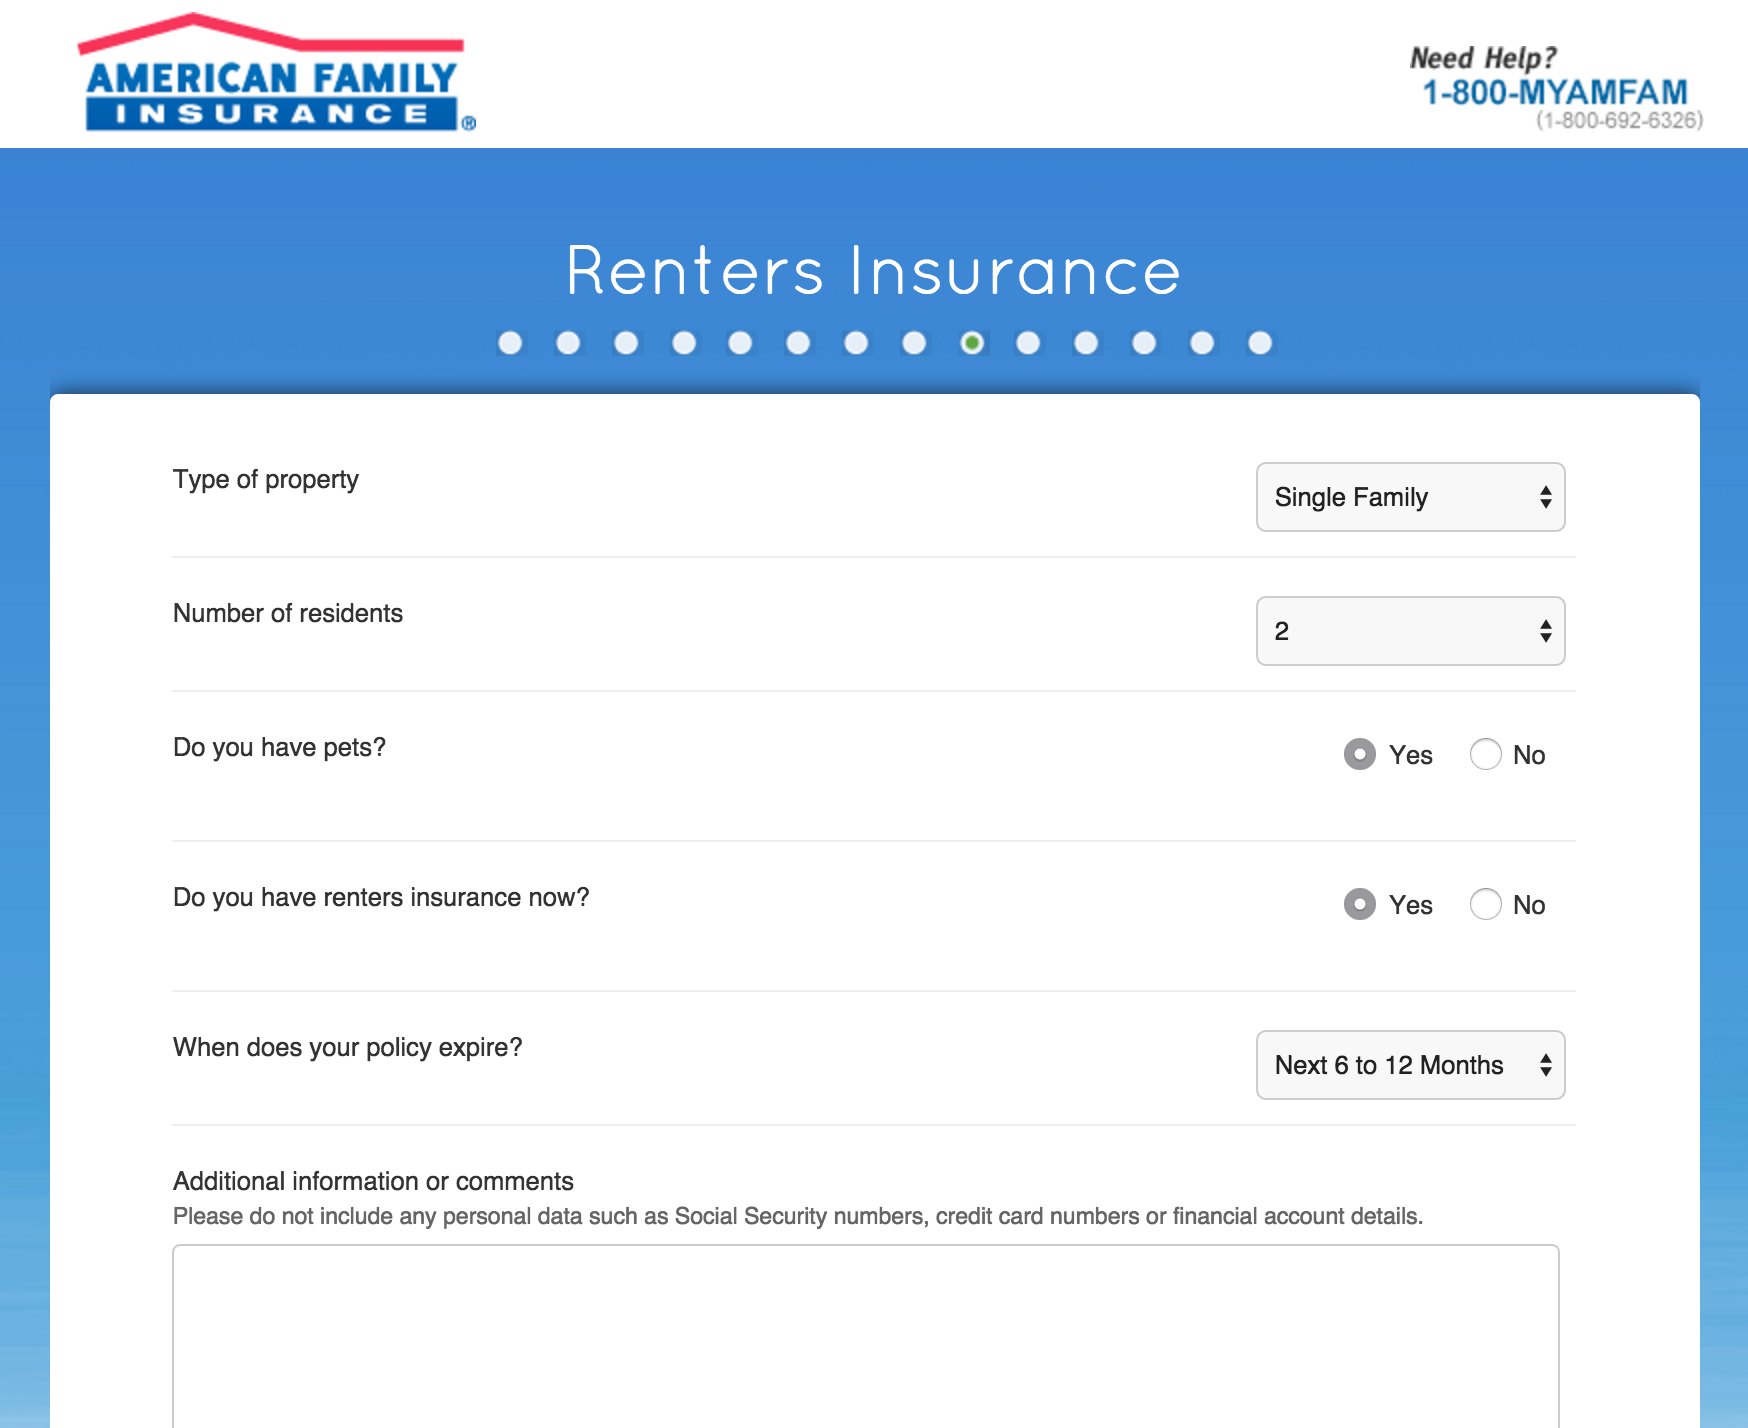 AMERICAN FAMILY
INSURANCE ®
Need Help?
1-800-MYAMFAM
(1-800-692-6326)
Renters Insurance
Type of property
Single Family
Number of residents
2
Do you have pets?
Yes No
Do you have renters insurance now?
Yes No
When does your policy expire?
Next 6 to 12 Months
Additional information or comments
Please do not include any personal data such as Social Security numbers, credit card numbers or financial account details.